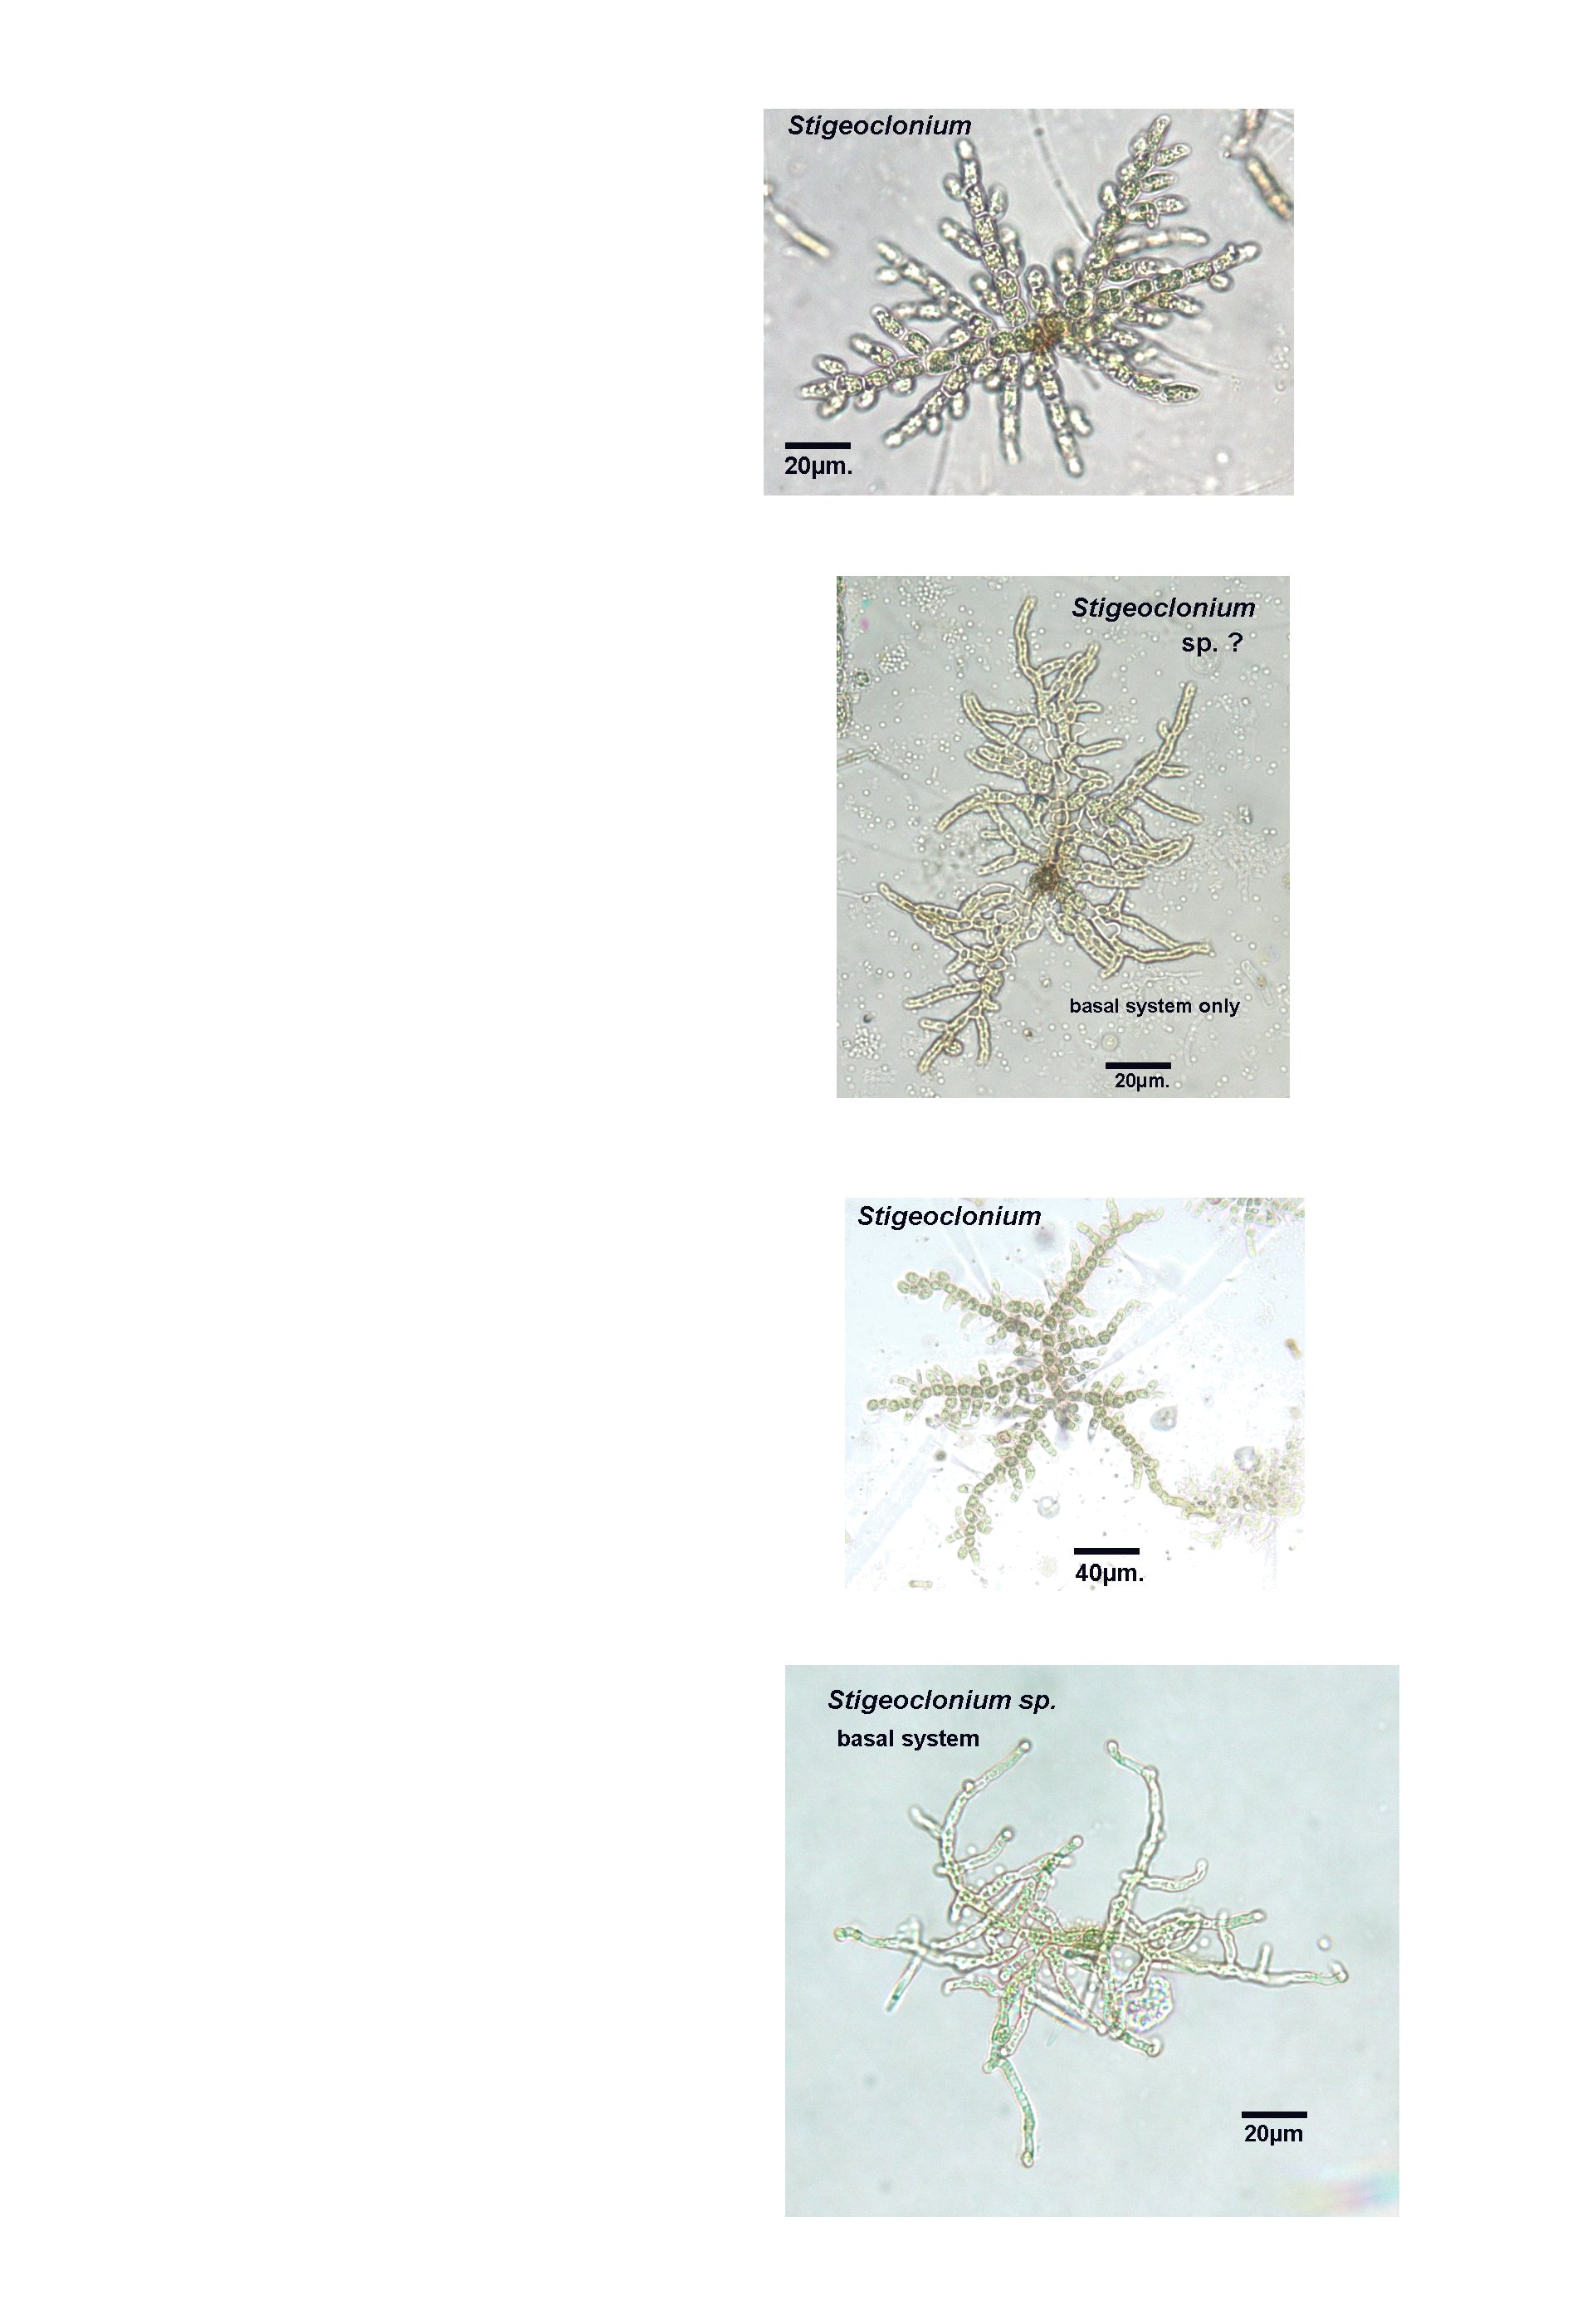 Stigeoclonium
20µm.
Stigeoclonium
sp. ?
basal system only
20µm.
Stigeoclonium
40µm.
Stigeoclonium sp.
basal system
20µm